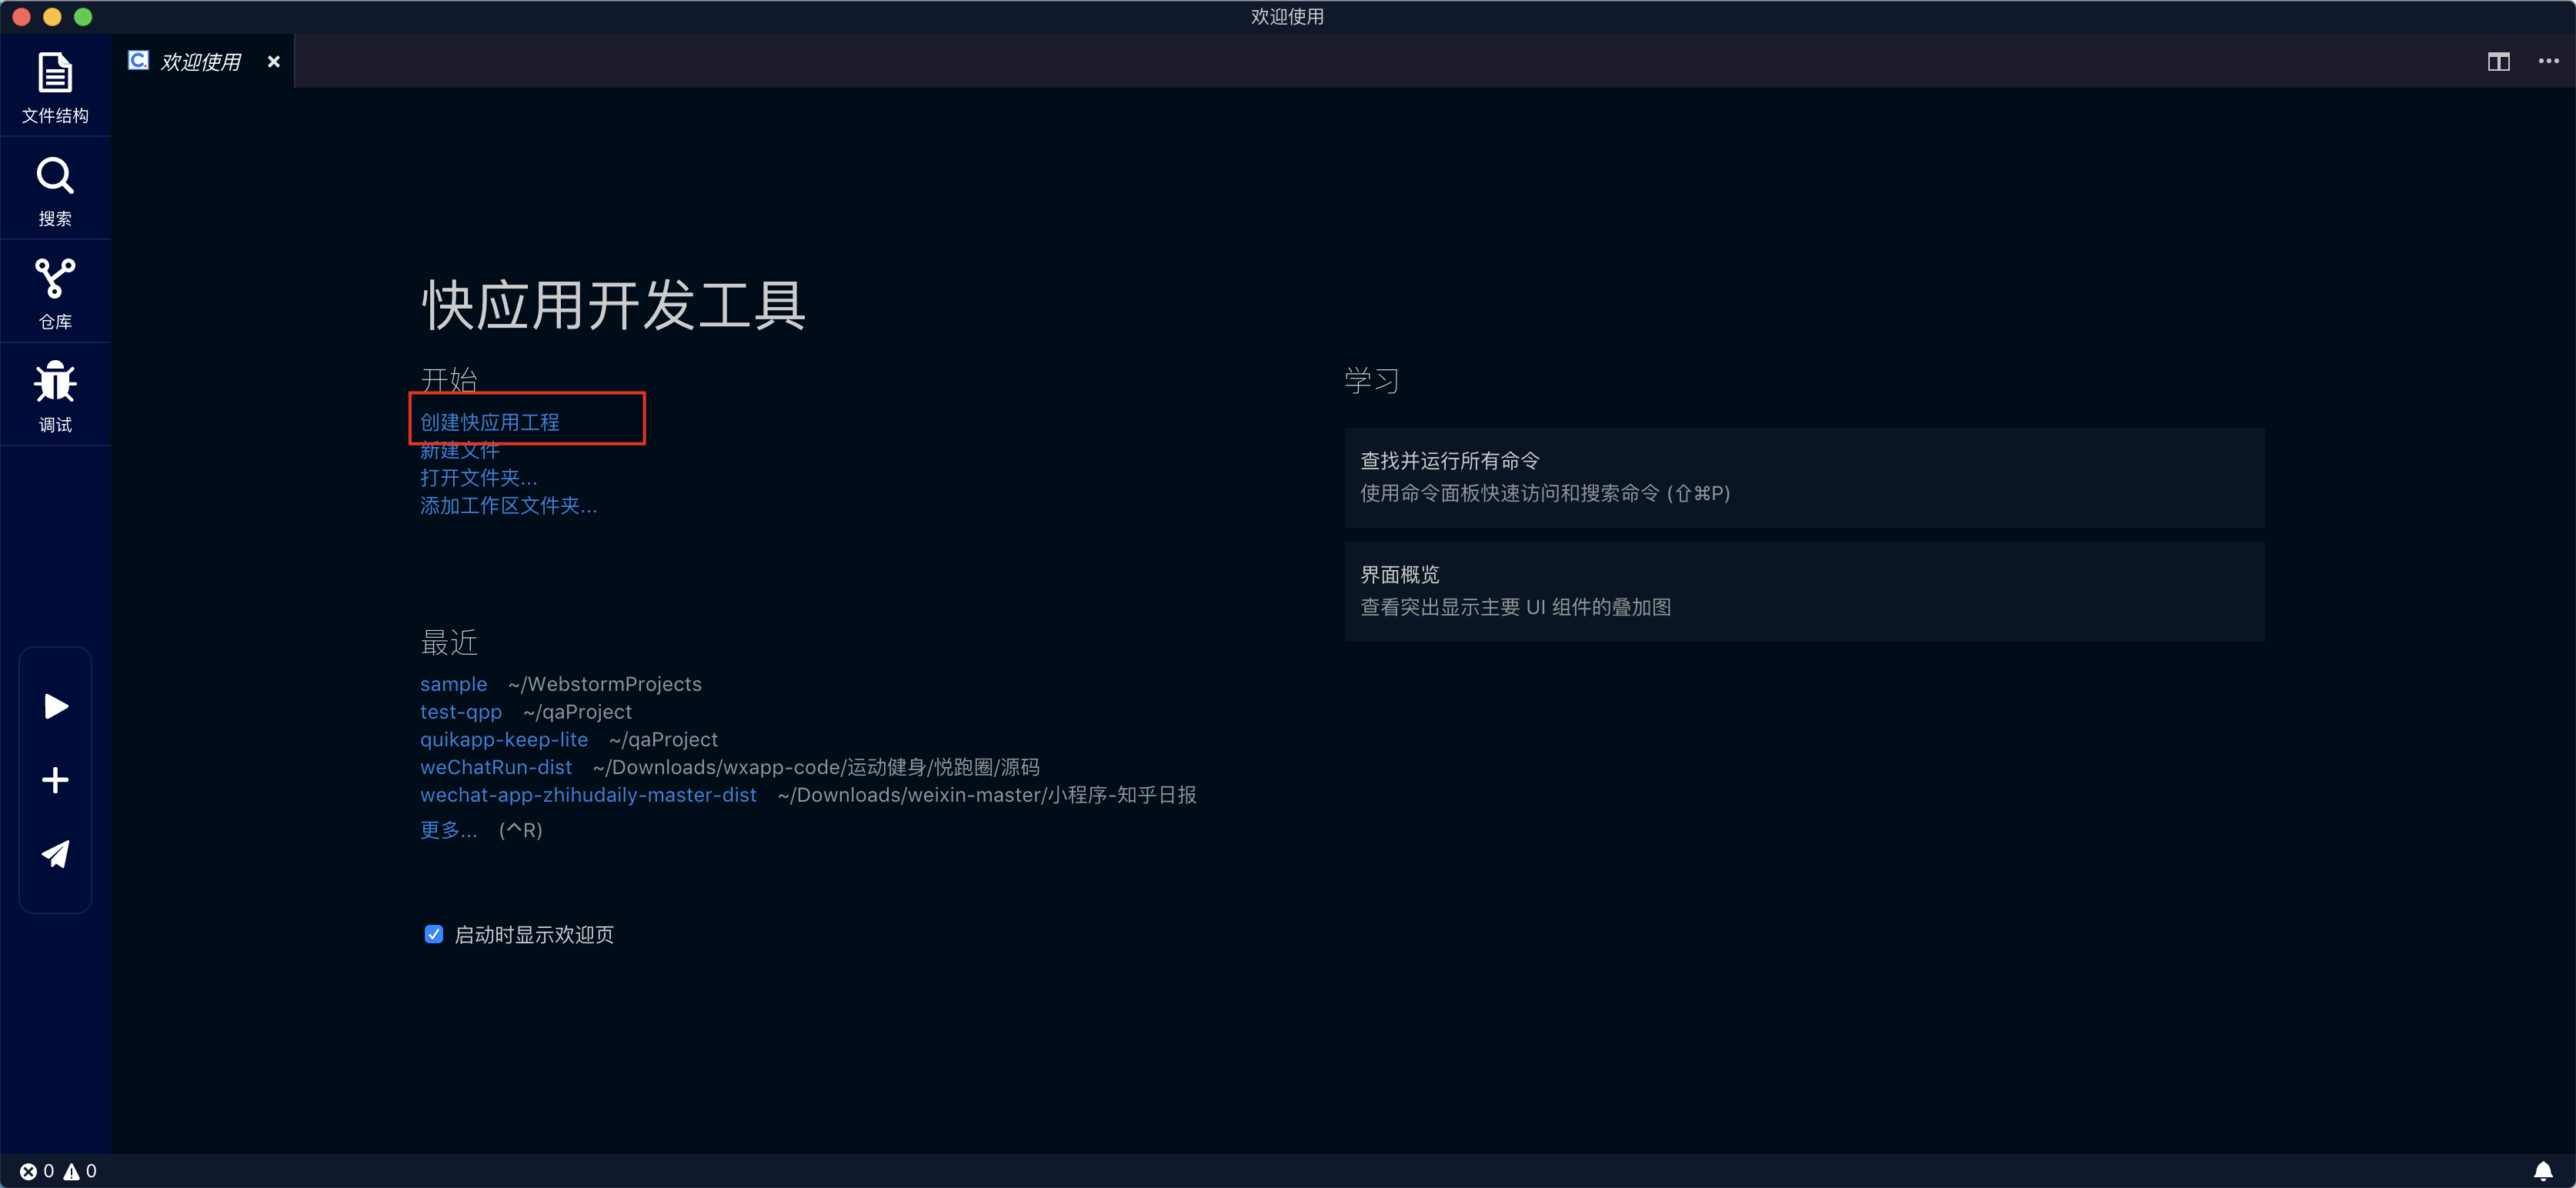 欢迎使用
欢迎使用
文件结构
搜索
仓库
调试
快应用开发工具
开始
创建快应用工程
新建文件
打开文件夹...
添加工作区文件夹...
最近
sample ~/WebstormProjects
test-qpp ~/qaProject
quikapp-keep-lite ~/qaProject
weChatRun-dist ~/Downloads/wxapp-code/运动健身/悦跑圈/源码
wechat-app-zhihudaily-master-dist ~/Downloads/weixin-master/小程序-知乎日报
更多... (^R)
启动时显示欢迎页
学习
查找并运行所有命令
使用命令面板快速访问和搜索命令 (⇧⌘P)
界面概览
查看突出显示主要 UI 组件的叠加图
0 0